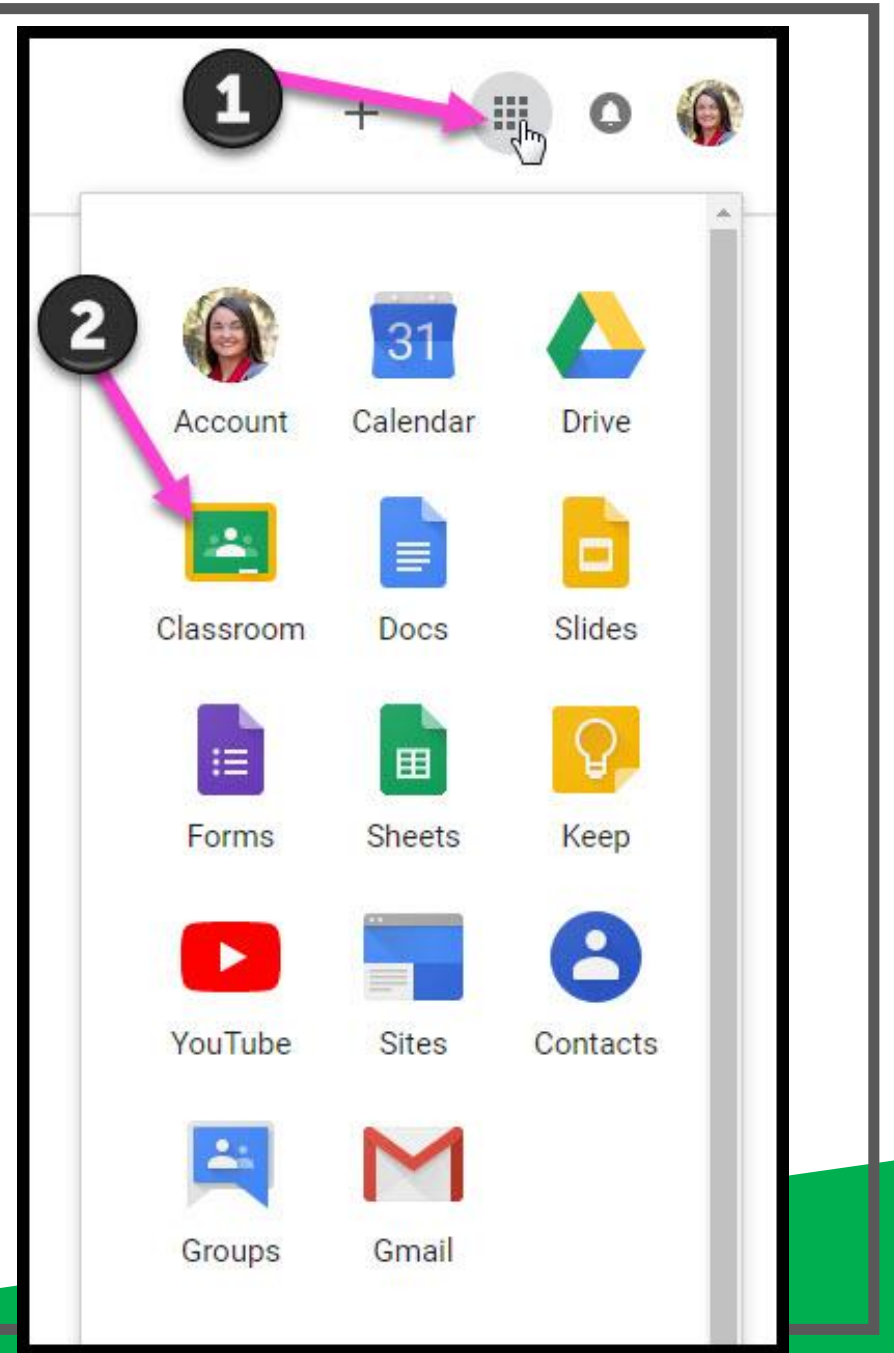 1
2
31
Account Calendar Drive
Classroom Docs Slides
Forms Sheets Keep
YouTube Sites Contacts
Groups Gmail